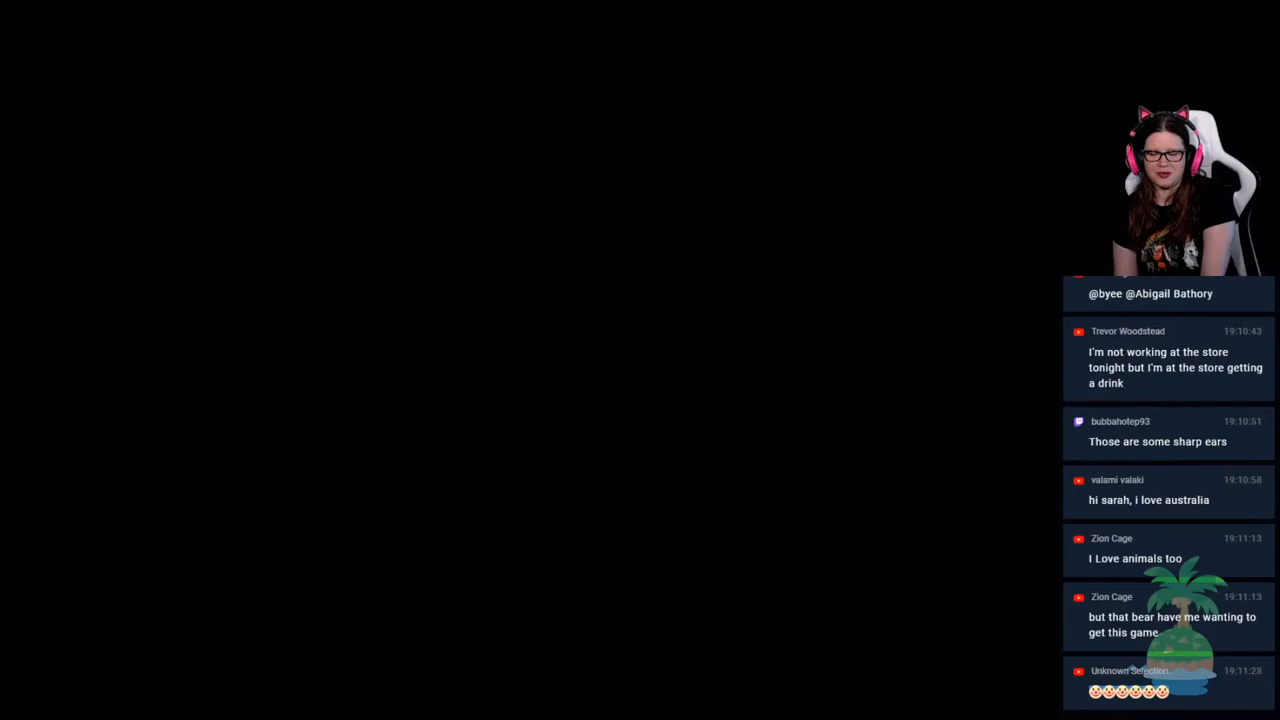 @byee @Abigail Bathory
Trevor Woodstead 19:10:43
I'm not working at the store
tonight but I'm at the store getting
a drink
bubbahotep93 19:10:51
Those are some sharp ears
valami valaki 19:10:58
hi sarah, i love australia
Zion Cage 19:11:13
I Love animals too
Zion Cage 19:11:13
but that bear have me wanting to
get this game
Unknown Selection. 19:11:28
🤡🤡🤡🤡🤡🤡